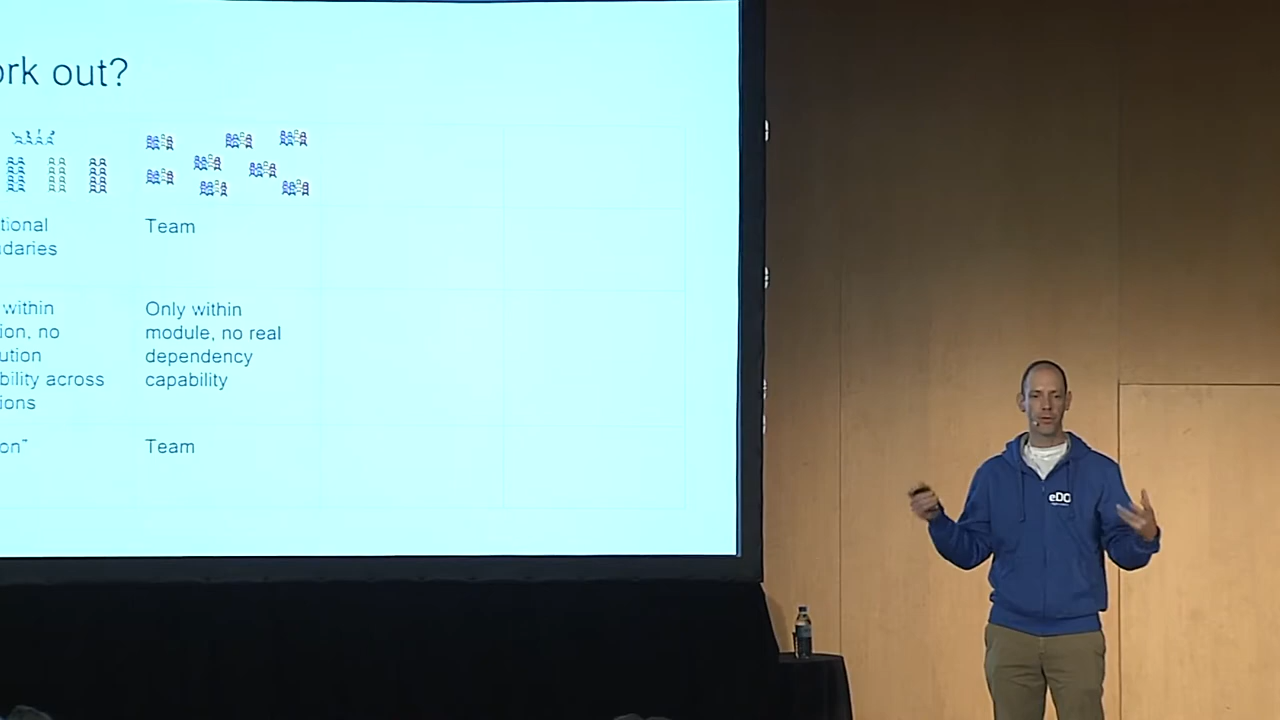 ork out?
tional
daries
Team
within
ion, no
ution
bility across
ions
Only within
module, no real
dependency
capability
on"
Team
eDO